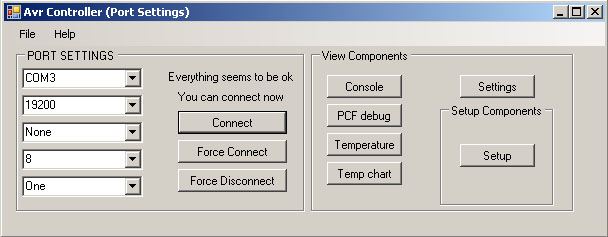 Avr Controller (Port Settings)
File Help
PORT SETTINGS
COM3
19200
None
8
One
Everything seems to be ok
You can connect now
Connect
Force Connect
Force Disconnect
View Components
Console
PCF debug
Temperature
Temp chart
Settings
Setup Components
Setup